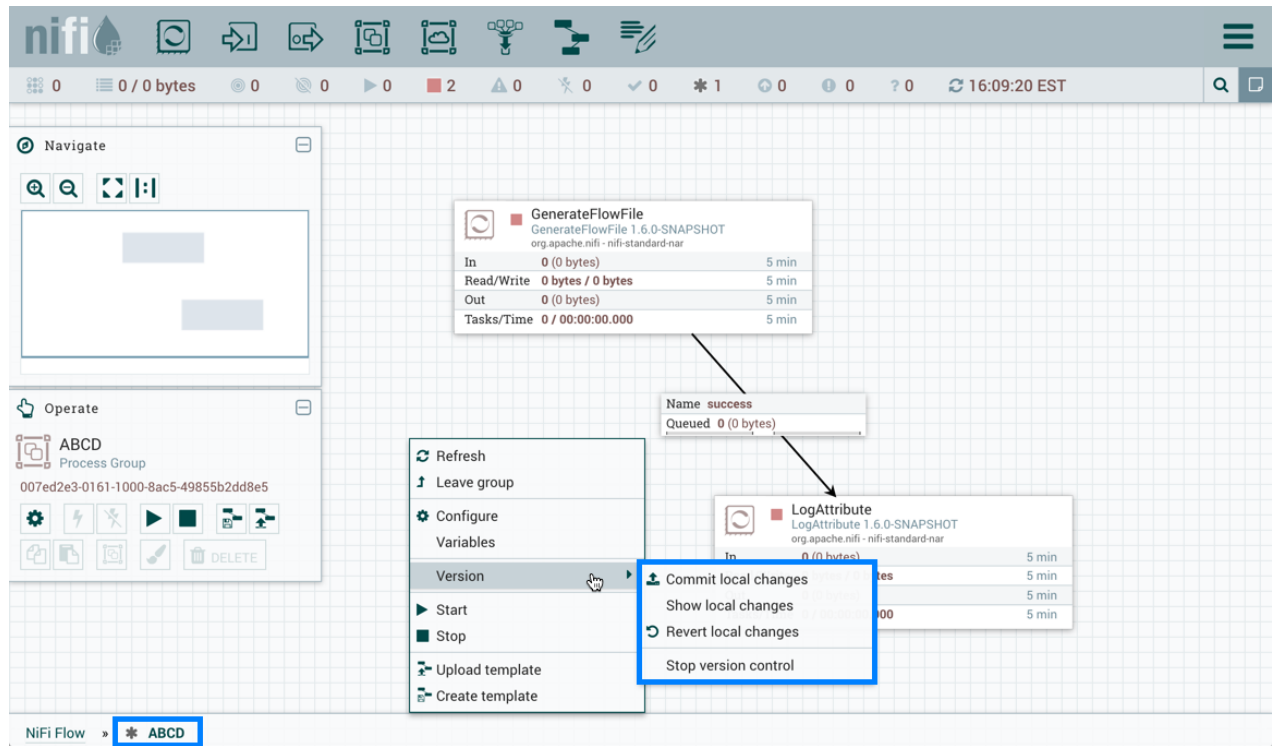 nifi
0 0 / 0 bytes 0 0 0 2 0 0 0 1 0 0 ? 0 16:09:20 EST
Navigate
GenerateFlowFile
GenerateFlowFile 1.6.0-SNAPSHOT
org.apache.nifi - nifi-standard-nar
In 0 (0 bytes) 5 min
Read/Write 0 bytes / 0 bytes 5 min
Out 0 (0 bytes) 5 min
Tasks/Time 0 / 00:00:00.000 5 min
Name success
Queued 0 (0 bytes)
Operate
ABCD
Process Group
007ed2e3-0161-1000-8ac5-49855b2dd8e5
DELETE
Refresh
Leave group
Configure
Variables
Version
Start
Stop
Upload template
Create template
LogAttribute
LogAttribute 1.6.0-SNAPSHOT
org.apache.nifi - nifi-standard-nar
In 0 (0 bytes) 5 min
5 min
5 min
5 min
Commit local changes
Show local changes
Revert local changes
Stop version control
NiFi Flow » ABCD